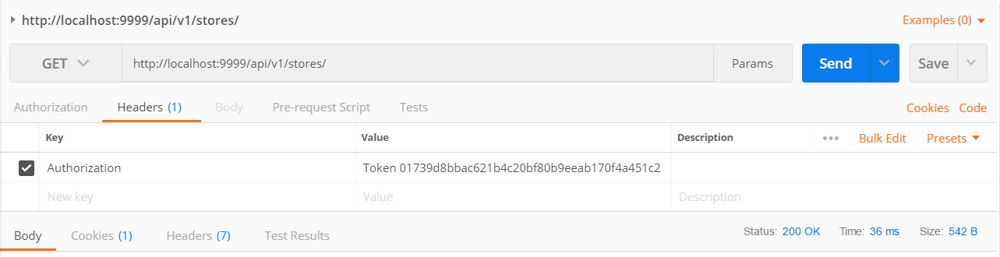 http://localhost:9999/api/v1/stores/ Examples (0)
GET http://localhost:9999/api/v1/stores/ Params Send Save
Authorization Headers (1) Body Pre-request Script Tests Cookies Code
Key Value Description ••• Bulk Edit Presets
Authorization Token 01739d8bbac621b4c20bf80b9eeab170f4a451c2
New key Value Description
Body Cookies (1) Headers (7) Test Results Status: 200 OK Time: 36 ms Size: 542 B